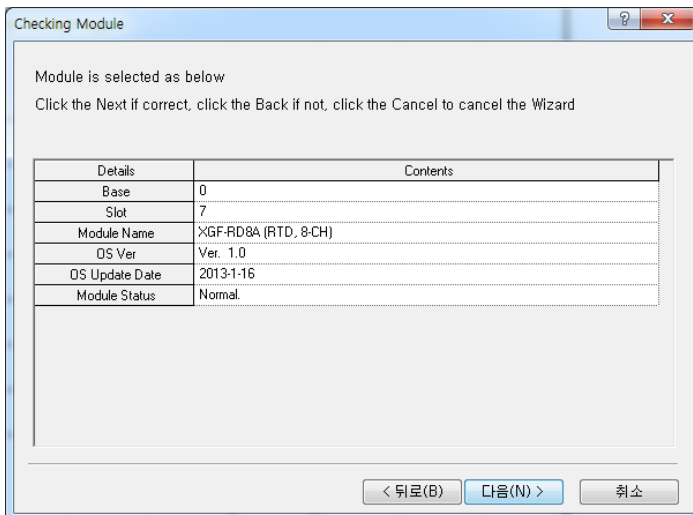 Checking Module
?
Module is selected as below
Click the Next if correct, click the Back if not, click the Cancel to cancel the Wizard
Details Contents
Base 0
Slot 7
Module Name XGF-RD8A (RTD, 8-CH)
OS Ver Ver. 1.0
OS Update Date 2013-1-16
Module Status Normal.
< 뒤로(B) 다음(N) > 취소